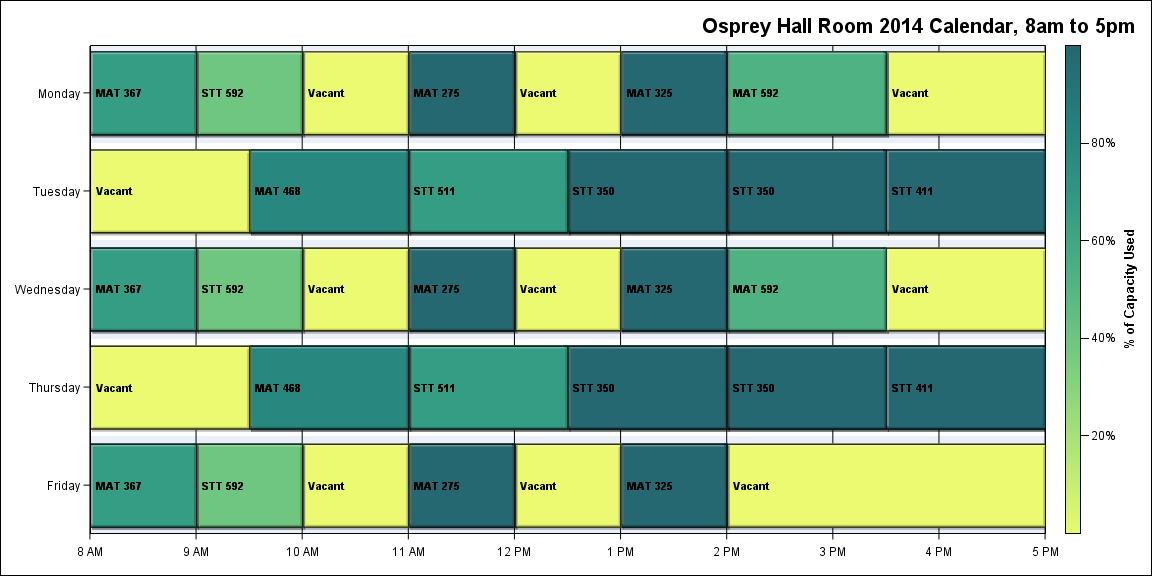 Osprey Hall Room 2014 Calendar, 8am to 5pm
Monday MAT 367 STT 592 Vacant MAT 275 Vacant MAT 325 MAT 592 Vacant
80%
Tuesday Vacant MAT 468 STT 511 STT 350 STT 350 STT 411
60%
Wednesday MAT 367 STT 592 Vacant MAT 275 Vacant MAT 325 MAT 592 Vacant
% of Capacity Used
40%
Thursday Vacant MAT 468 STT 511 STT 350 STT 350 STT 411
20%
Friday MAT 367 STT 592 Vacant MAT 275 Vacant MAT 325 Vacant
8 AM 9 AM 10 AM 11 AM 12 PM 1 PM 2 PM 3 PM 4 PM 5 PM